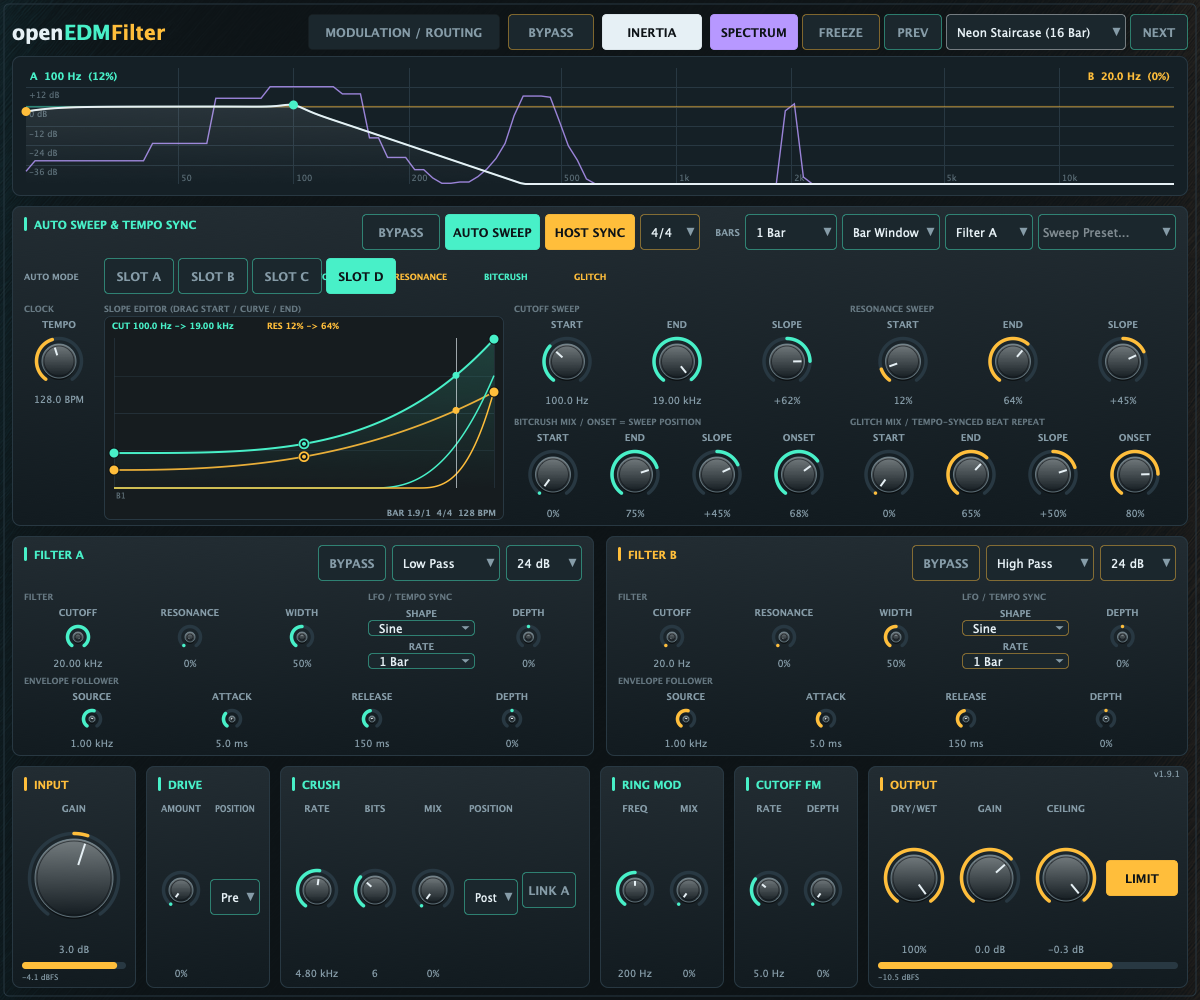 openEDMFilter
MODULATION / ROUTING
BYPASS
INERTIA
SPECTRUM
FREEZE
PREV
Neon Staircase (16 Bar)
NEXT
A 100 Hz (12%)
B 20.0 Hz (0%)
+12 dB
0 dB
-12 dB
-24 dB
-36 dB
50
100
200
500
1k
2k
5k
10k
AUTO SWEEP & TEMPO SYNC
BYPASS
AUTO SWEEP
HOST SYNC
4/4
BARS
1 Bar
Bar Window
Filter A
Sweep Preset...
AUTO MODE
SLOT A
SLOT B
SLOT C
SLOT D
RESONANCE
BITCRUSH
GLITCH
CLOCK
TEMPO
128.0 BPM
SLOPE EDITOR (DRAG START / CURVE / END)
CUT 100.0 Hz -> 19.00 kHz
RES 12% -> 64%
B1
BAR 1.9/1 4/4 128 BPM
CUTOFF SWEEP
START
END
SLOPE
100.0 Hz
19.00 kHz
+62%
RESONANCE SWEEP
START
END
SLOPE
12%
64%
+45%
BITCRUSH MIX / ONSET = SWEEP POSITION
START
END
SLOPE
ONSET
0%
75%
+45%
68%
GLITCH MIX / TEMPO-SYNCED BEAT REPEAT
START
END
SLOPE
ONSET
0%
65%
+50%
80%
FILTER A
BYPASS
Low Pass
24 dB
FILTER
CUTOFF
RESONANCE
WIDTH
20.00 kHz
0%
50%
LFO / TEMPO SYNC
SHAPE
Sine
RATE
1 Bar
DEPTH
0%
ENVELOPE FOLLOWER
SOURCE
ATTACK
RELEASE
DEPTH
1.00 kHz
5.0 ms
150 ms
0%
FILTER B
BYPASS
High Pass
24 dB
FILTER
CUTOFF
RESONANCE
WIDTH
20.0 Hz
0%
50%
LFO / TEMPO SYNC
SHAPE
Sine
RATE
1 Bar
DEPTH
0%
ENVELOPE FOLLOWER
SOURCE
ATTACK
RELEASE
DEPTH
1.00 kHz
5.0 ms
150 ms
0%
INPUT
GAIN
3.0 dB
-4.1 dBFS
DRIVE
AMOUNT
POSITION
Pre
0%
CRUSH
RATE
BITS
MIX
POSITION
Post
LINK A
4.80 kHz
6
0%
RING MOD
FREQ
MIX
200 Hz
0%
CUTOFF FM
RATE
DEPTH
5.0 Hz
0%
v1.9.1
OUTPUT
DRY/WET
GAIN
CEILING
LIMIT
100%
0.0 dB
-0.3 dB
-10.5 dBFS